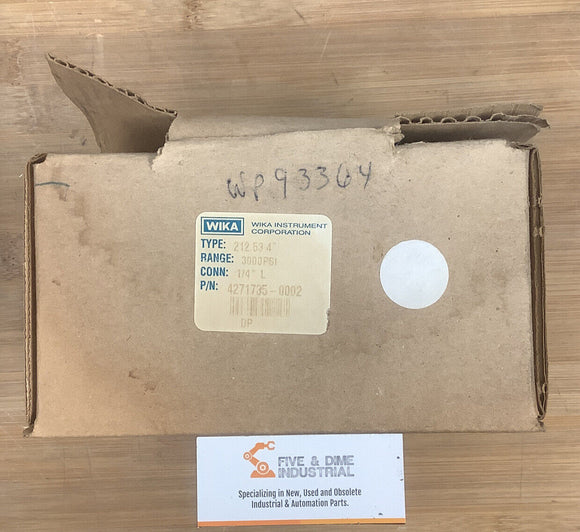 WP93364
WIKA WIKA INSTRUMENT
CORPORATION
TYPE: 212.53 4"
RANGE: 3000PSI
CONN: 1/4" L
P/N: 4271735-0002
DP
FIVE & DIME
INDUSTRIAL
Specializing in New, Used and Obsolete
Industrial & Automation Parts.